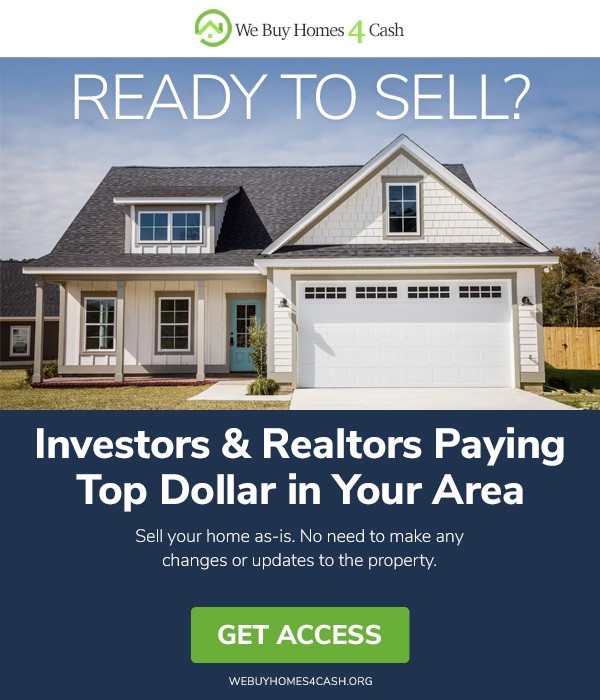 We Buy Homes 4 Cash
READY TO SELL?
Investors & Realtors Paying
Top Dollar in Your Area
Sell your home as-is. No need to make any
changes or updates to the property.
GET ACCESS
WEBUYHOMES4CASH.ORG